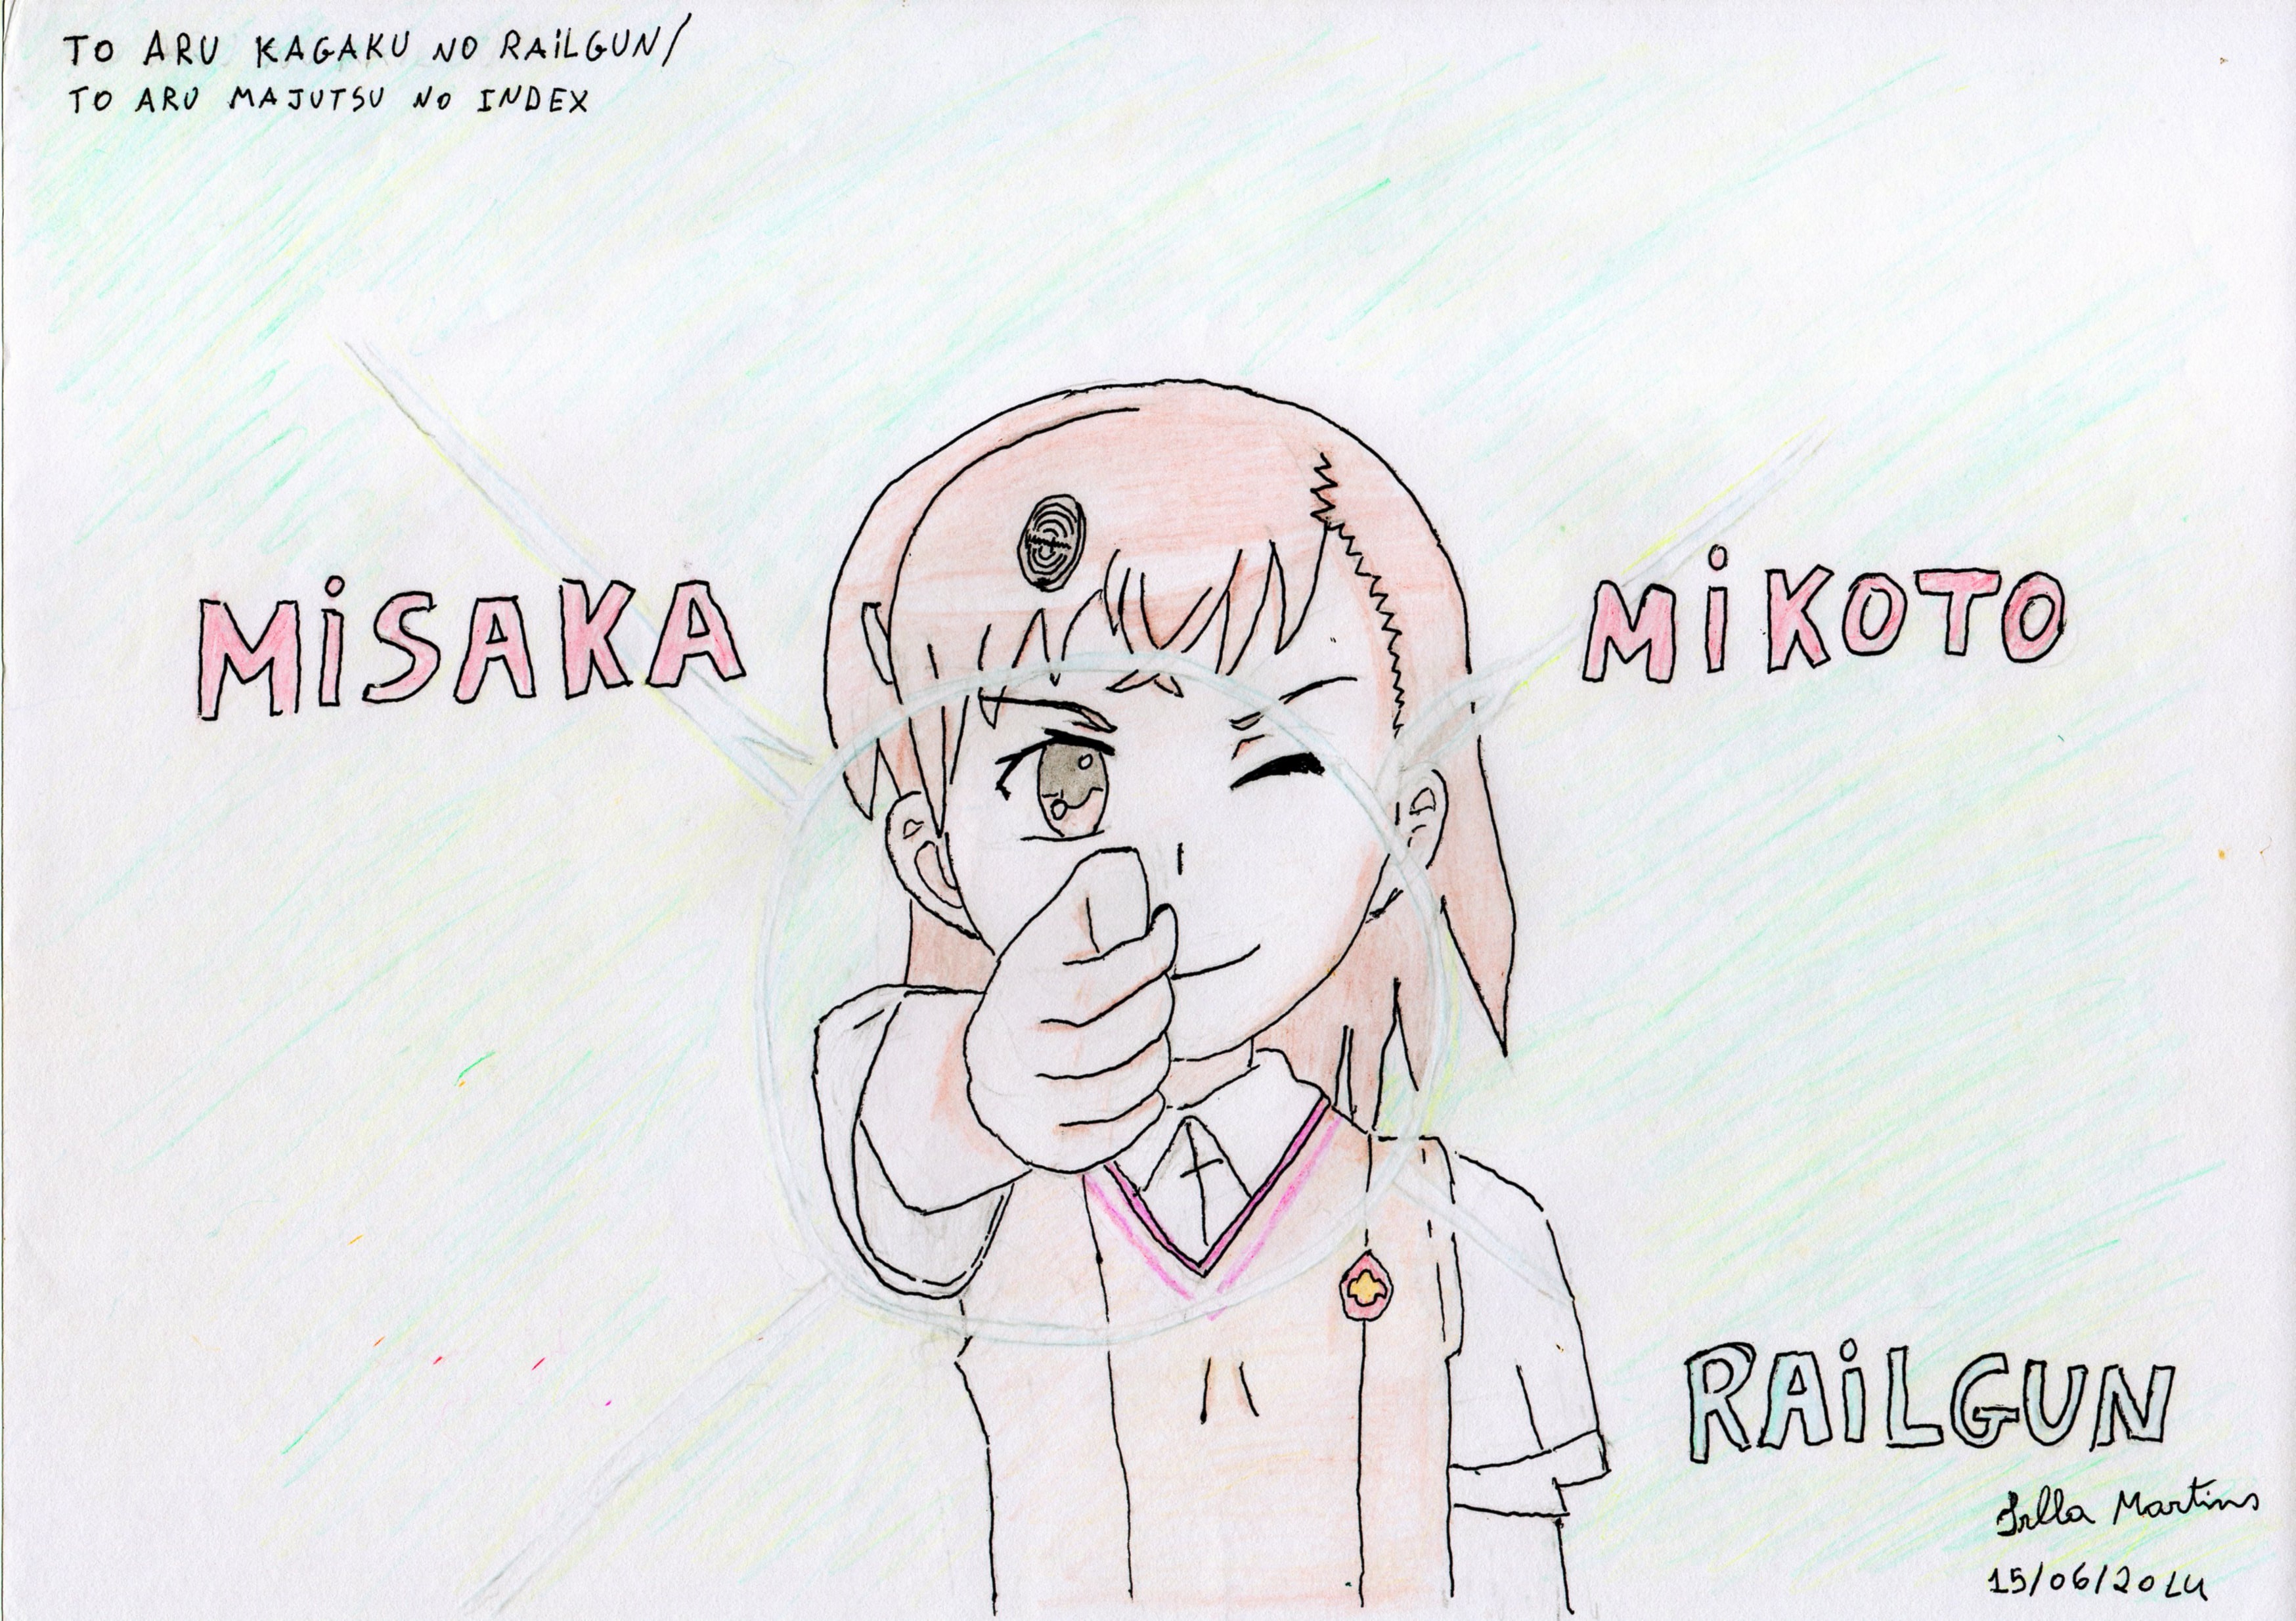 TO ARU KAGAKU NO RAiLGUN/
TO ARU MAJUTSU NO INDEX
MiSAKA MiKOTO
RAiLGUN
Martins
15/06/2014